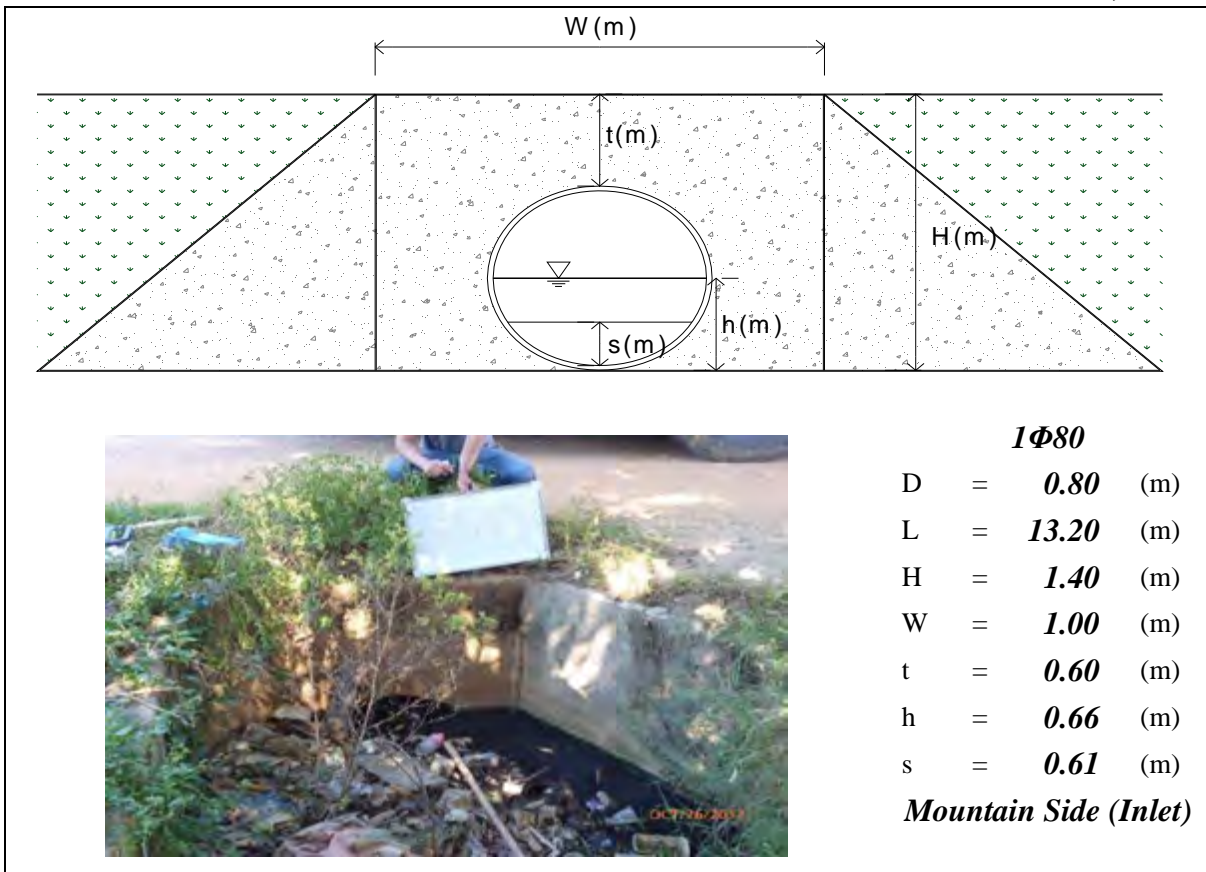 W(m)
t(m)
H(m)
h(m)
s(m)
1Φ80
D = 0.80 (m)
L = 13.20 (m)
H = 1.40 (m)
W = 1.00 (m)
t = 0.60 (m)
h = 0.66 (m)
s = 0.61 (m)
Mountain Side (Inlet)